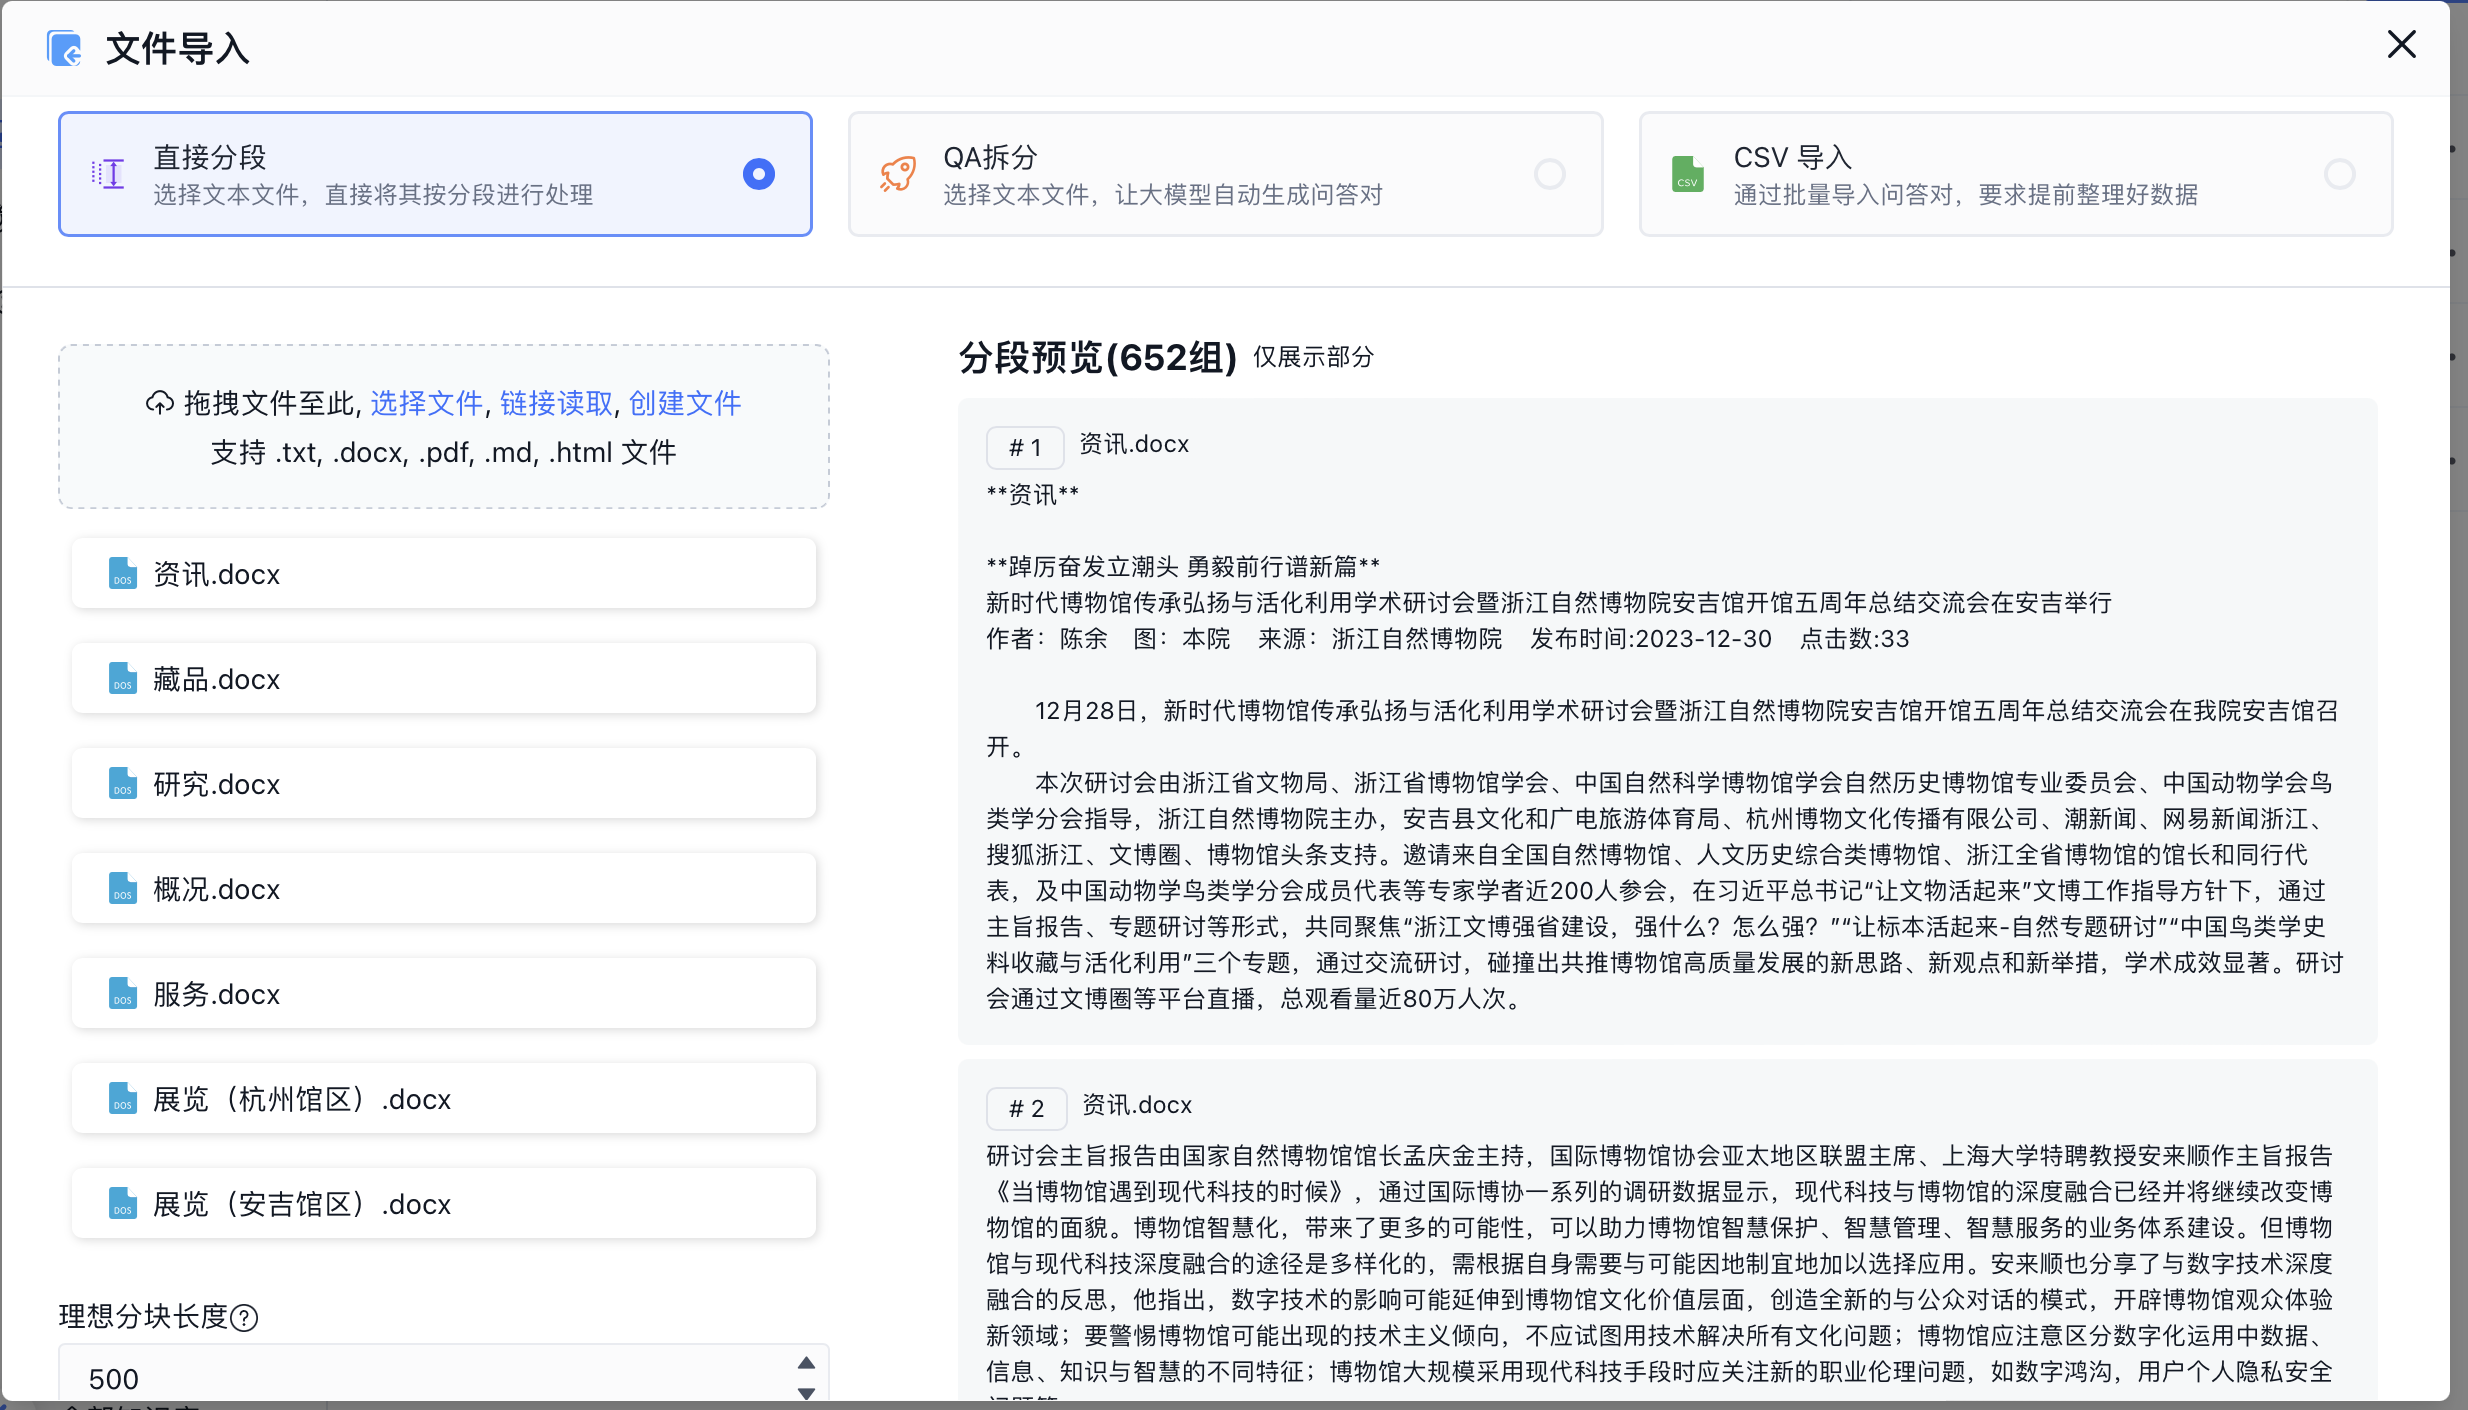 文件导入
直接分段
选择文本文件，直接将其按分段进行处理
QA拆分
选择文本文件，让大模型自动生成问答对
CSV
CSV 导入
通过批量导入问答对，要求提前整理好数据
拖拽文件至此, 选择文件, 链接读取, 创建文件
支持 .txt, .docx, .pdf, .md, .html 文件
DOS 资讯.docx
DOS 藏品.docx
DOS 研究.docx
DOS 概况.docx
DOS 服务.docx
DOS 展览（杭州馆区）.docx
DOS 展览（安吉馆区）.docx
理想分块长度?
500
分段预览(652组) 仅展示部分
# 1 资讯.docx
**资讯**
**踔厉奋发立潮头 勇毅前行谱新篇**
新时代博物馆传承弘扬与活化利用学术研讨会暨浙江自然博物院安吉馆开馆五周年总结交流会在安吉举行
作者：陈余 图：本院 来源：浙江自然博物院 发布时间:2023-12-30 点击数:33
12月28日，新时代博物馆传承弘扬与活化利用学术研讨会暨浙江自然博物院安吉馆开馆五周年总结交流会在我院安吉馆召
开。
本次研讨会由浙江省文物局、浙江省博物馆学会、中国自然科学博物馆学会自然历史博物馆专业委员会、中国动物学会鸟
类学分会指导，浙江自然博物院主办，安吉县文化和广电旅游体育局、杭州博物文化传播有限公司、潮新闻、网易新闻浙江、
搜狐浙江、文博圈、博物馆头条支持。邀请来自全国自然博物馆、人文历史综合类博物馆、浙江全省博物馆的馆长和同行代
表，及中国动物学鸟类学分会成员代表等专家学者近200人参会，在习近平总书记“让文物活起来”文博工作指导方针下，通过
主旨报告、专题研讨等形式，共同聚焦“浙江文博强省建设，强什么？怎么强？”“让标本活起来-自然专题研讨”“中国鸟类学史
料收藏与活化利用”三个专题，通过交流研讨，碰撞出共推博物馆高质量发展的新思路、新观点和新举措，学术成效显著。研讨
会通过文博圈等平台直播，总观看量近80万人次。
# 2 资讯.docx
研讨会主旨报告由国家自然博物馆馆长孟庆金主持，国际博物馆协会亚太地区联盟主席、上海大学特聘教授安来顺作主旨报告
《当博物馆遇到现代科技的时候》，通过国际博协一系列的调研数据显示，现代科技与博物馆的深度融合已经并将继续改变博
物馆的面貌。博物馆智慧化，带来了更多的可能性，可以助力博物馆智慧保护、智慧管理、智慧服务的业务体系建设。但博物
馆与现代科技深度融合的途径是多样化的，需根据自身需要与可能因地制宜地加以选择应用。安来顺也分享了与数字技术深度
融合的反思，他指出，数字技术的影响可能延伸到博物馆文化价值层面，创造全新的与公众对话的模式，开辟博物馆观众体验
新领域；要警惕博物馆可能出现的技术主义倾向，不应试图用技术解决所有文化问题；博物馆应注意区分数字化运用中数据、
信息、知识与智慧的不同特征；博物馆大规模采用现代科技手段时应关注新的职业伦理问题，如数字鸿沟，用户个人隐私安全